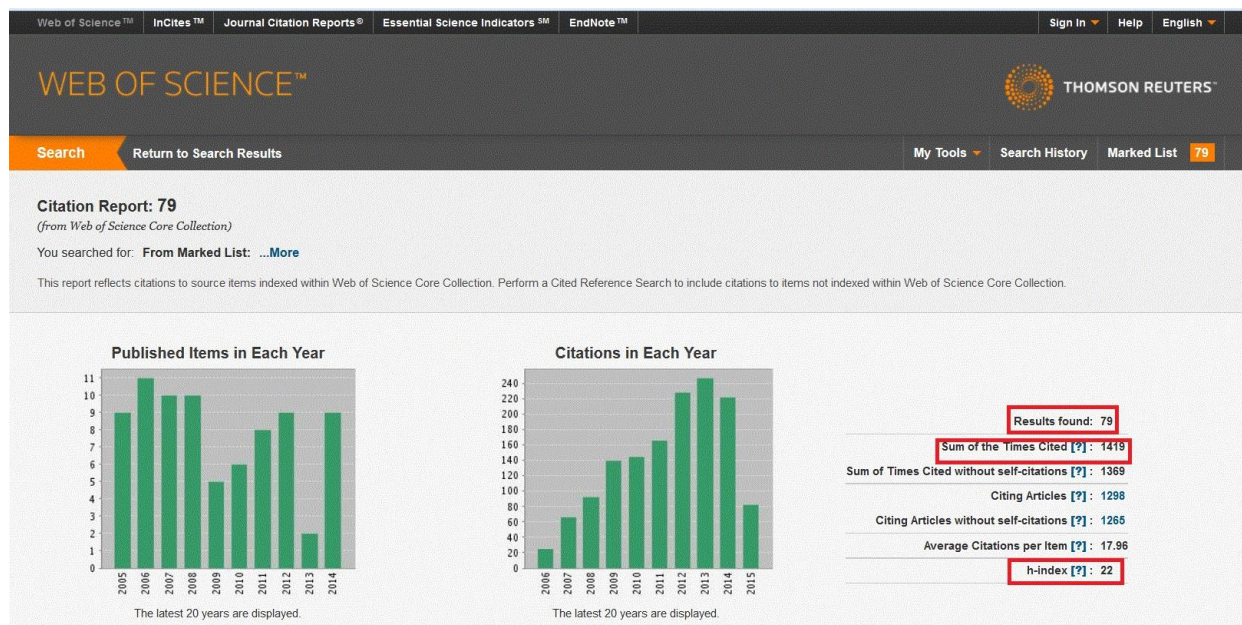 Web of Science™ InCites™ Journal Citation Reports® Essential Science Indicators SM EndNote™ Sign In Help English
WEB OF SCIENCE™
THOMSON REUTERS™
Search Return to Search Results My Tools Search History Marked List 79
Citation Report: 79
(from Web of Science Core Collection)
You searched for: From Marked List: ...More
This report reflects citations to source items indexed within Web of Science Core Collection. Perform a Cited Reference Search to include citations to items not indexed within Web of Science Core Collection.
Published Items in Each Year
11
10
9
8
7
6
5
4
3
2
1
0
2005 2006 2007 2008 2009 2010 2011 2012 2013 2014
The latest 20 years are displayed.
Citations in Each Year
240
220
200
180
160
140
120
100
80
60
40
20
0
2006 2007 2008 2009 2010 2011 2012 2013 2014 2015
The latest 20 years are displayed.
Results found: 79
Sum of the Times Cited [?] : 1419
Sum of Times Cited without self-citations [?] : 1369
Citing Articles [?] : 1298
Citing Articles without self-citations [?] : 1265
Average Citations per Item [?] : 17.96
h-index [?] : 22